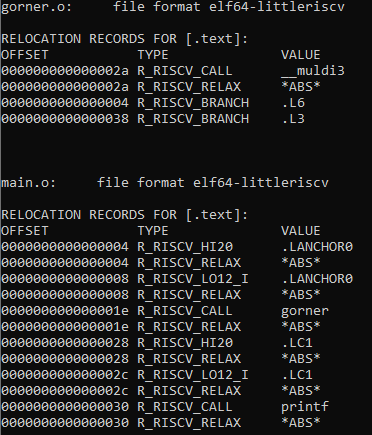 gorner.o:     file format elf64-littleriscv

RELOCATION RECORDS FOR [.text]:
OFFSET           TYPE              VALUE
000000000000002a R_RISCV_CALL      __muldi3
000000000000002a R_RISCV_RELAX     *ABS*
0000000000000004 R_RISCV_BRANCH    .L6
0000000000000038 R_RISCV_BRANCH    .L3

main.o:     file format elf64-littleriscv

RELOCATION RECORDS FOR [.text]:
OFFSET           TYPE              VALUE
0000000000000004 R_RISCV_HI20      .LANCHOR0
0000000000000004 R_RISCV_RELAX     *ABS*
0000000000000008 R_RISCV_LO12_I    .LANCHOR0
0000000000000008 R_RISCV_RELAX     *ABS*
000000000000001e R_RISCV_CALL      gorner
000000000000001e R_RISCV_RELAX     *ABS*
0000000000000028 R_RISCV_HI20      .LC1
0000000000000028 R_RISCV_RELAX     *ABS*
000000000000002c R_RISCV_LO12_I    .LC1
000000000000002c R_RISCV_RELAX     *ABS*
0000000000000030 R_RISCV_CALL      printf
0000000000000030 R_RISCV_RELAX     *ABS*